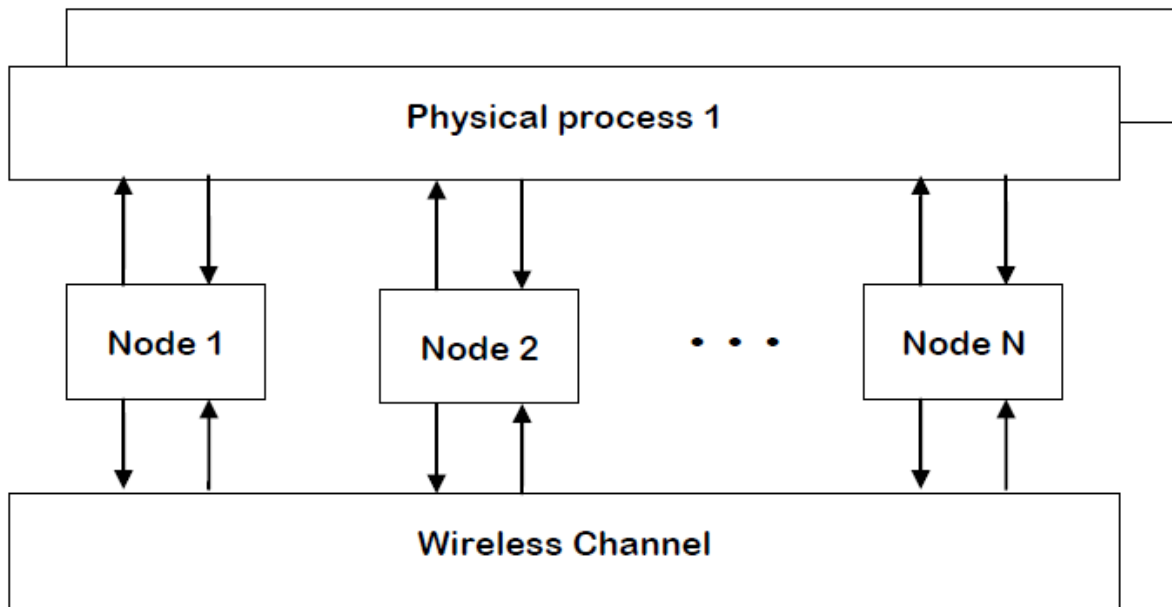 Physical process 1
Node 1
Node 2
• • •
Node N
Wireless Channel